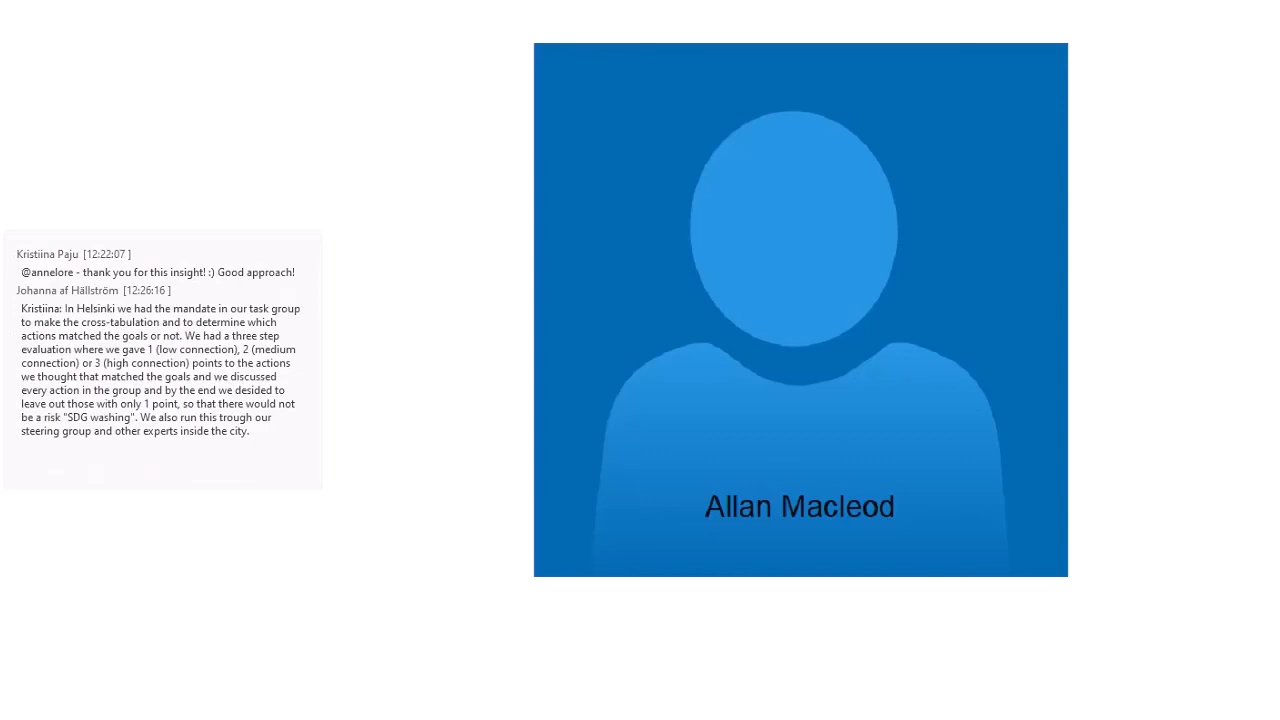 Kristiina Paju [12:22:07 ]
@annelore - thank you for this insight! :) Good approach!
Johanna af Hällström [12:26:16 ]
Kristiina: In Helsinki we had the mandate in our task group
to make the cross-tabulation and to determine which
actions matched the goals or not. We had a three step
evaluation where we gave 1 (low connection), 2 (medium
connection) or 3 (high connection) points to the actions
we thought that matched the goals and we discussed
every action in the group and by the end we desided to
leave out those with only 1 point, so that there would not
be a risk "SDG washing". We also run this trough our
steering group and other experts inside the city.
Allan Macleod